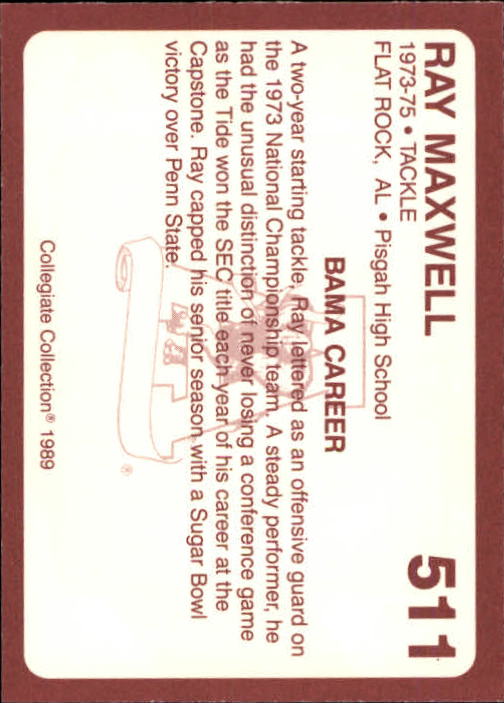 RAY MAXWELL 511
1973-75 • TACKLE
FLAT ROCK, AL • Pisgah High School
BAMA CAREER
A two-year starting tackle, Ray lettered as an offensive guard on
the 1973 National Championship team. A steady performer, he
had the unusual distinction of never losing a conference game
as the Tide won the SEC title each year of his career at the
Capstone. Ray capped his senior season with a Sugar Bowl
victory over Penn State.
Collegiate Collection® 1989
®